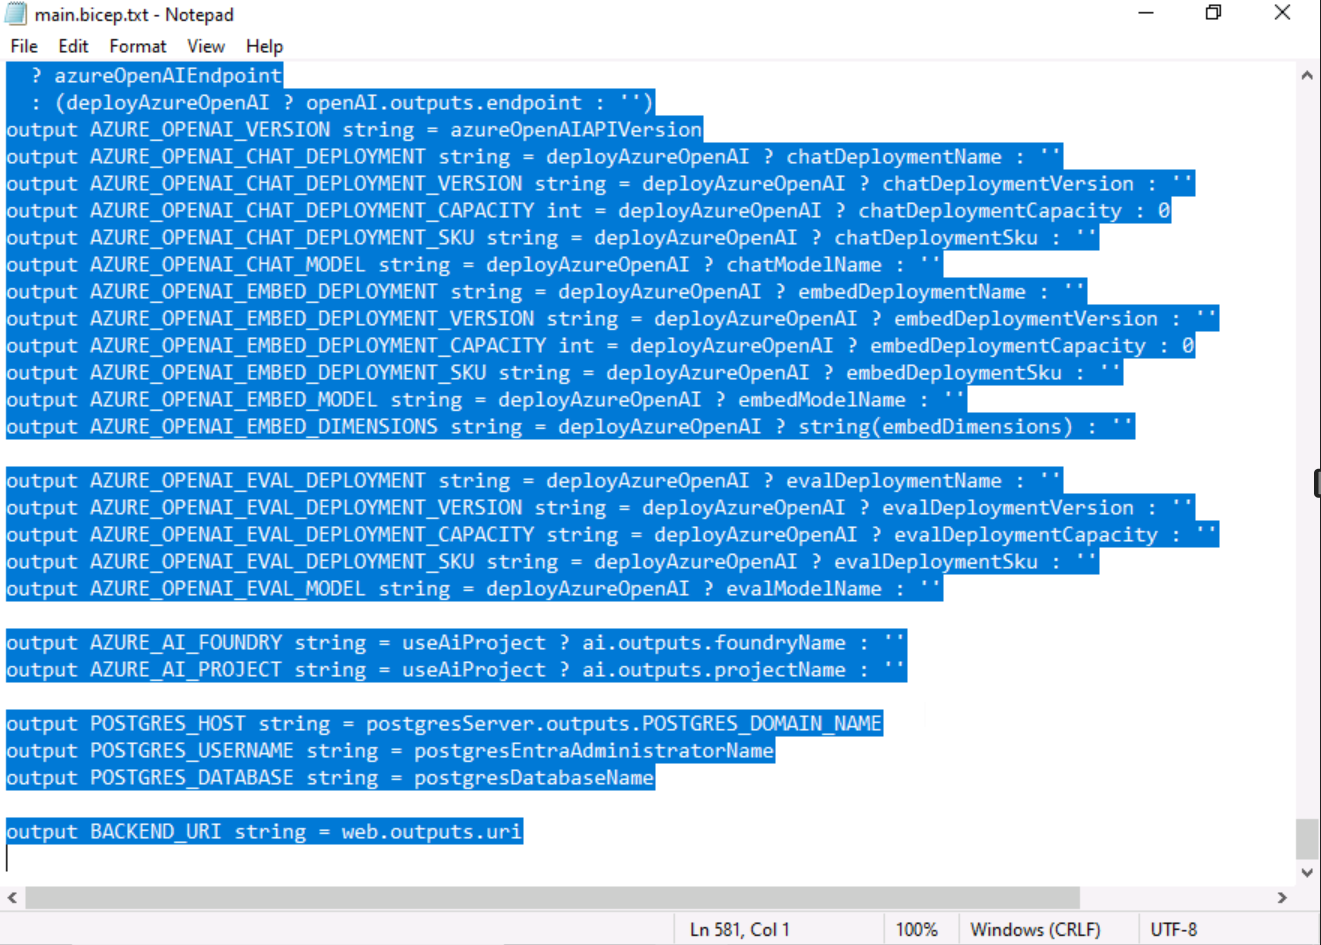 main.bicep.txt - Notepad
File Edit Format View Help
? azureOpenAIEndpoint
: (deployAzureOpenAI ? openAI.outputs.endpoint : '')
output AZURE_OPENAI_VERSION string = azureOpenAIAPIVersion
output AZURE_OPENAI_CHAT_DEPLOYMENT string = deployAzureOpenAI ? chatDeploymentName : ''
output AZURE_OPENAI_CHAT_DEPLOYMENT_VERSION string = deployAzureOpenAI ? chatDeploymentVersion : ''
output AZURE_OPENAI_CHAT_DEPLOYMENT_CAPACITY int = deployAzureOpenAI ? chatDeploymentCapacity : 0
output AZURE_OPENAI_CHAT_DEPLOYMENT_SKU string = deployAzureOpenAI ? chatDeploymentSku : ''
output AZURE_OPENAI_CHAT_MODEL string = deployAzureOpenAI ? chatModelName : ''
output AZURE_OPENAI_EMBED_DEPLOYMENT string = deployAzureOpenAI ? embedDeploymentName : ''
output AZURE_OPENAI_EMBED_DEPLOYMENT_VERSION string = deployAzureOpenAI ? embedDeploymentVersion : ''
output AZURE_OPENAI_EMBED_DEPLOYMENT_CAPACITY int = deployAzureOpenAI ? embedDeploymentCapacity : 0
output AZURE_OPENAI_EMBED_DEPLOYMENT_SKU string = deployAzureOpenAI ? embedDeploymentSku : ''
output AZURE_OPENAI_EMBED_MODEL string = deployAzureOpenAI ? embedModelName : ''
output AZURE_OPENAI_EMBED_DIMENSIONS string = deployAzureOpenAI ? string(embedDimensions) : ''
output AZURE_OPENAI_EVAL_DEPLOYMENT string = deployAzureOpenAI ? evalDeploymentName : ''
output AZURE_OPENAI_EVAL_DEPLOYMENT_VERSION string = deployAzureOpenAI ? evalDeploymentVersion : ''
output AZURE_OPENAI_EVAL_DEPLOYMENT_CAPACITY string = deployAzureOpenAI ? evalDeploymentCapacity : ''
output AZURE_OPENAI_EVAL_DEPLOYMENT_SKU string = deployAzureOpenAI ? evalDeploymentSku : ''
output AZURE_OPENAI_EVAL_MODEL string = deployAzureOpenAI ? evalModelName : ''
output AZURE_AI_FOUNDRY string = useAiProject ? ai.outputs.foundryName : ''
output AZURE_AI_PROJECT string = useAiProject ? ai.outputs.projectName : ''
output POSTGRES_HOST string = postgresServer.outputs.POSTGRES_DOMAIN_NAME
output POSTGRES_USERNAME string = postgresEntraAdministratorName
output POSTGRES_DATABASE string = postgresDatabaseName
output BACKEND_URI string = web.outputs.uri
Ln 581, Col 1 100% Windows (CRLF) UTF-8